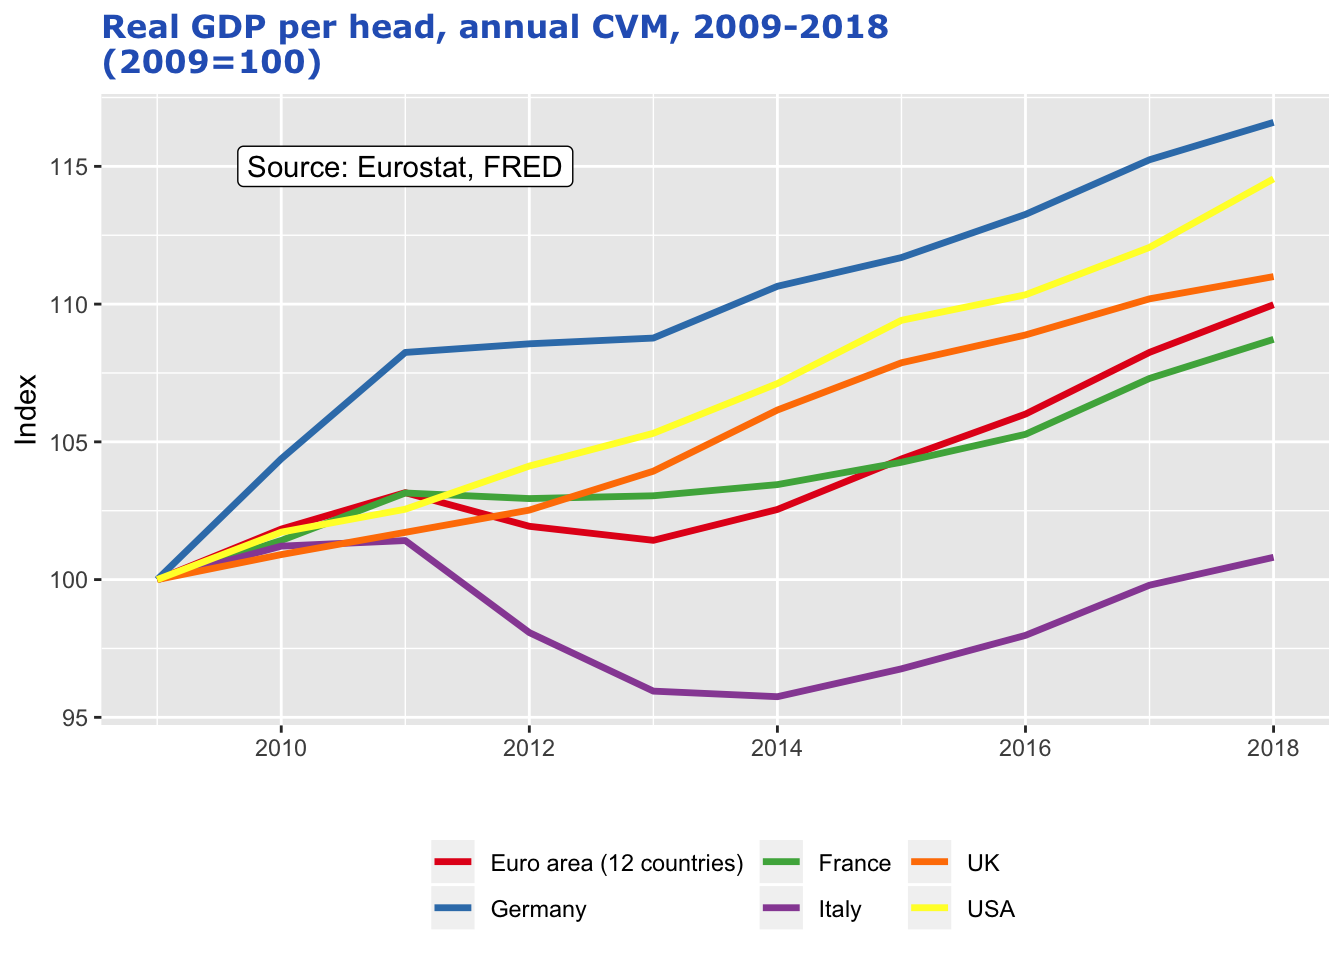 Real GDP per head, annual CVM, 2009-2018
(2009=100)
Source: Eurostat, FRED
Index
115
110
105
100
95
2010
2012
2014
2016
2018
Euro area (12 countries)
France
UK
Germany
Italy
USA